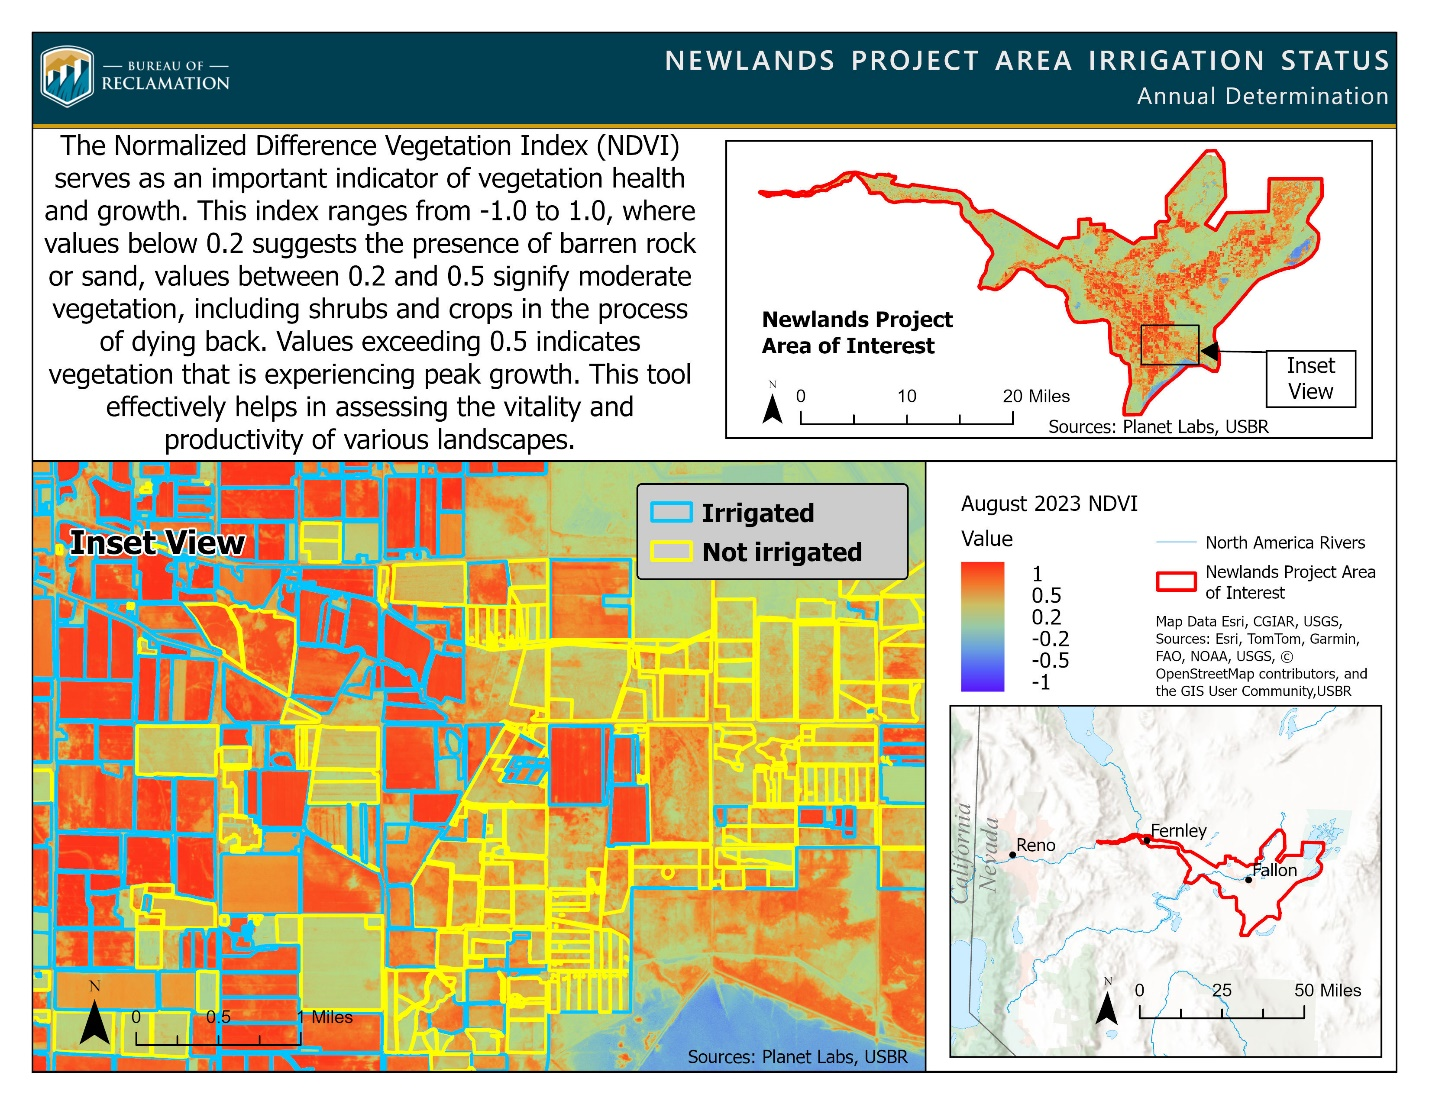 BUREAU OF
RECLAMATION
NEWLANDS PROJECT AREA IRRIGATION STATUS
Annual Determination
The Normalized Difference Vegetation Index (NDVI)
serves as an important indicator of vegetation health
and growth. This index ranges from -1.0 to 1.0, where
values below 0.2 suggests the presence of barren rock
or sand, values between 0.2 and 0.5 signify moderate
vegetation, including shrubs and crops in the process
of dying back. Values exceeding 0.5 indicates
vegetation that is experiencing peak growth. This tool
effectively helps in assessing the vitality and
productivity of various landscapes.
Newlands Project
Area of Interest
N
0 10 20 Miles
Inset
View
Sources: Planet Labs, USBR
Inset View
Irrigated
Not irrigated
N
0 0.5 1 Miles
Sources: Planet Labs, USBR
August 2023 NDVI
Value
1
0.5
0.2
-0.2
-0.5
-1
North America Rivers
Newlands Project Area
of Interest
Map Data Esri, CGIAR, USGS,
Sources: Esri, TomTom, Garmin,
FAO, NOAA, USGS, ©
OpenStreetMap contributors, and
the GIS User Community,USBR
California
Nevada
Reno
Fernley
Fallon
N
0 25 50 Miles